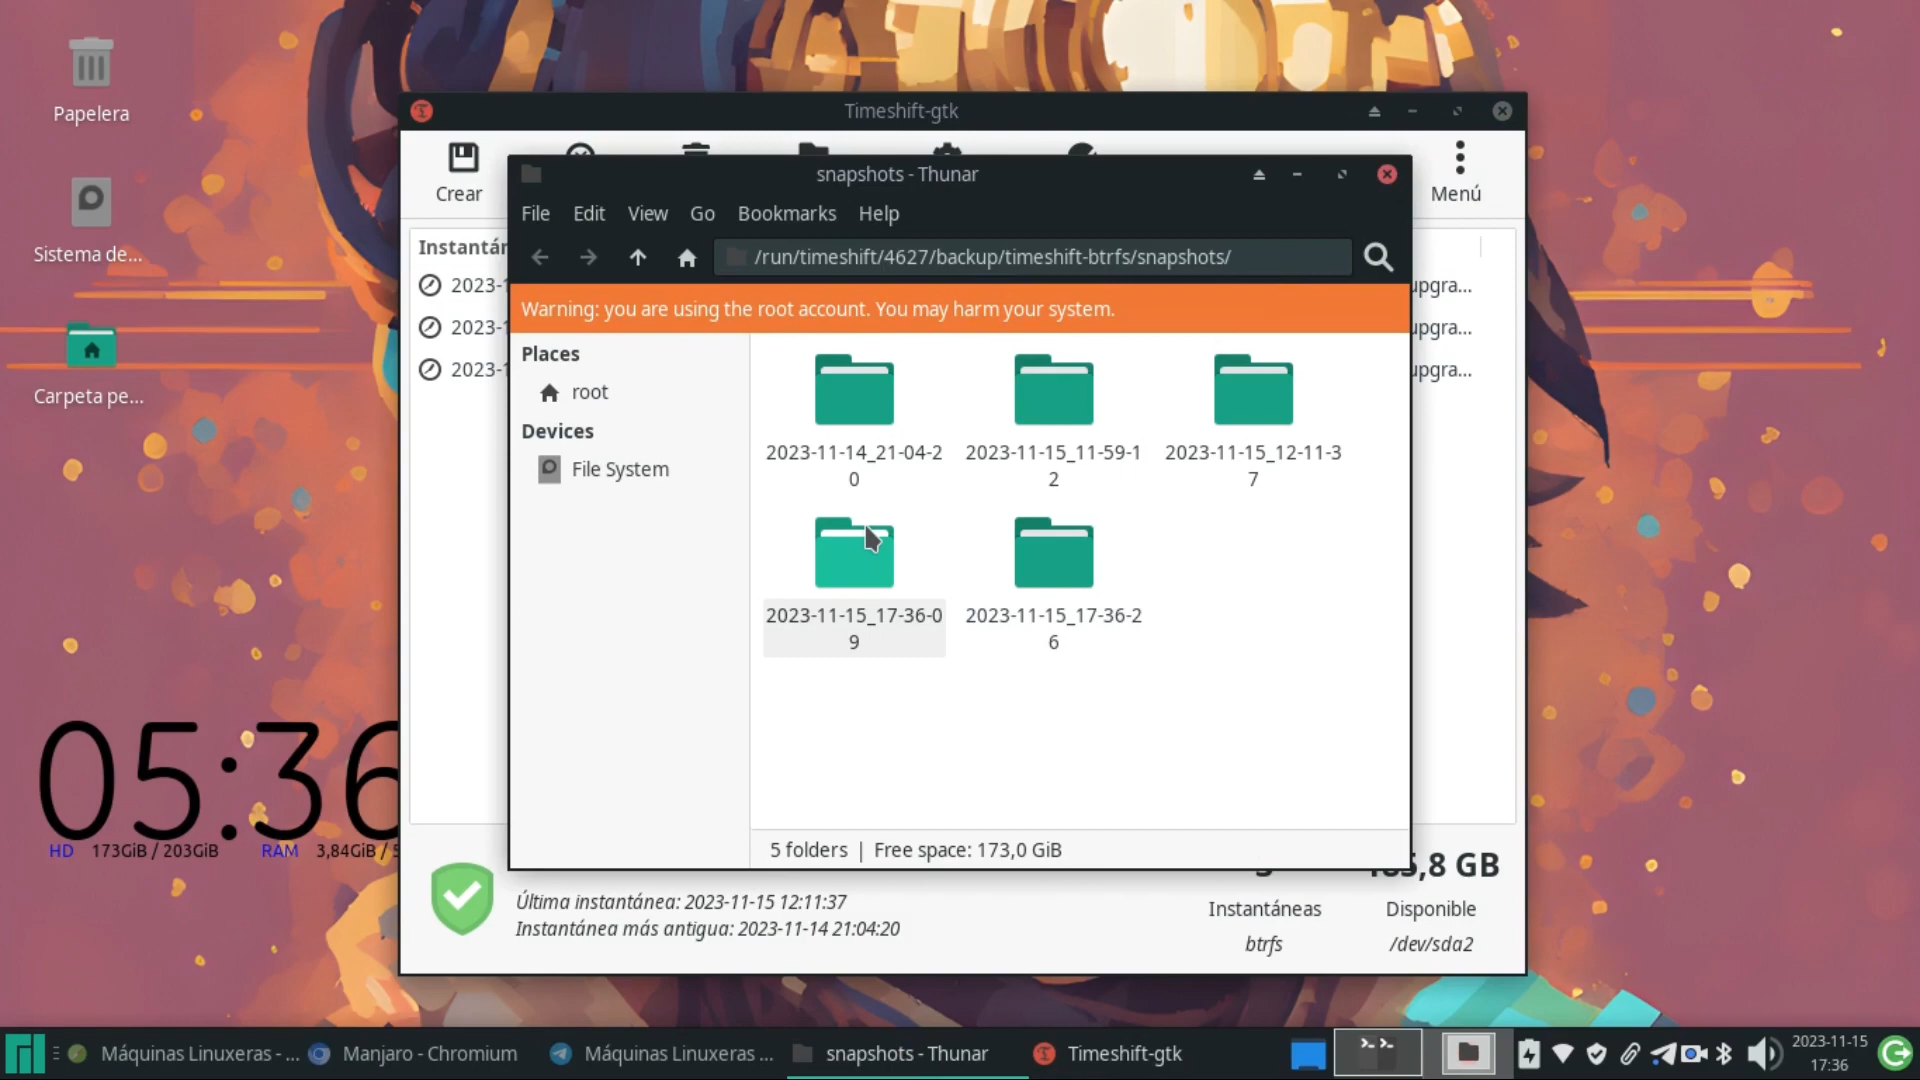 Papelera
Sistema de...
Carpeta pe...
05:36
HD 173GiB / 203GiB RAM 3,84GiB /
Timeshift-gtk
Crear
Menú
2023-1
2023-1
2023-1
upgra...
upgra...
upgra...
snapshots - Thunar
File Edit View Go Bookmarks Help
/run/timeshift/4627/backup/timeshift-btrfs/snapshots/
Warning: you are using the root account. You may harm your system.
Places
root
Devices
File System
2023-11-14_21-04-2
0
2023-11-15_11-59-1
2
2023-11-15_12-11-3
7
2023-11-15_17-36-0
9
2023-11-15_17-36-2
6
5 folders | Free space: 173,0 GiB
Última instantánea: 2023-11-15 12:11:37
Instantánea más antigua: 2023-11-14 21:04:20
,8 GB
Instantáneas
Disponible
btrfs
/dev/sda2
Máquinas Linuxeras - ...
Manjaro - Chromium
Máquinas Linuxeras ...
snapshots - Thunar
Timeshift-gtk
2023-11-15
17:36